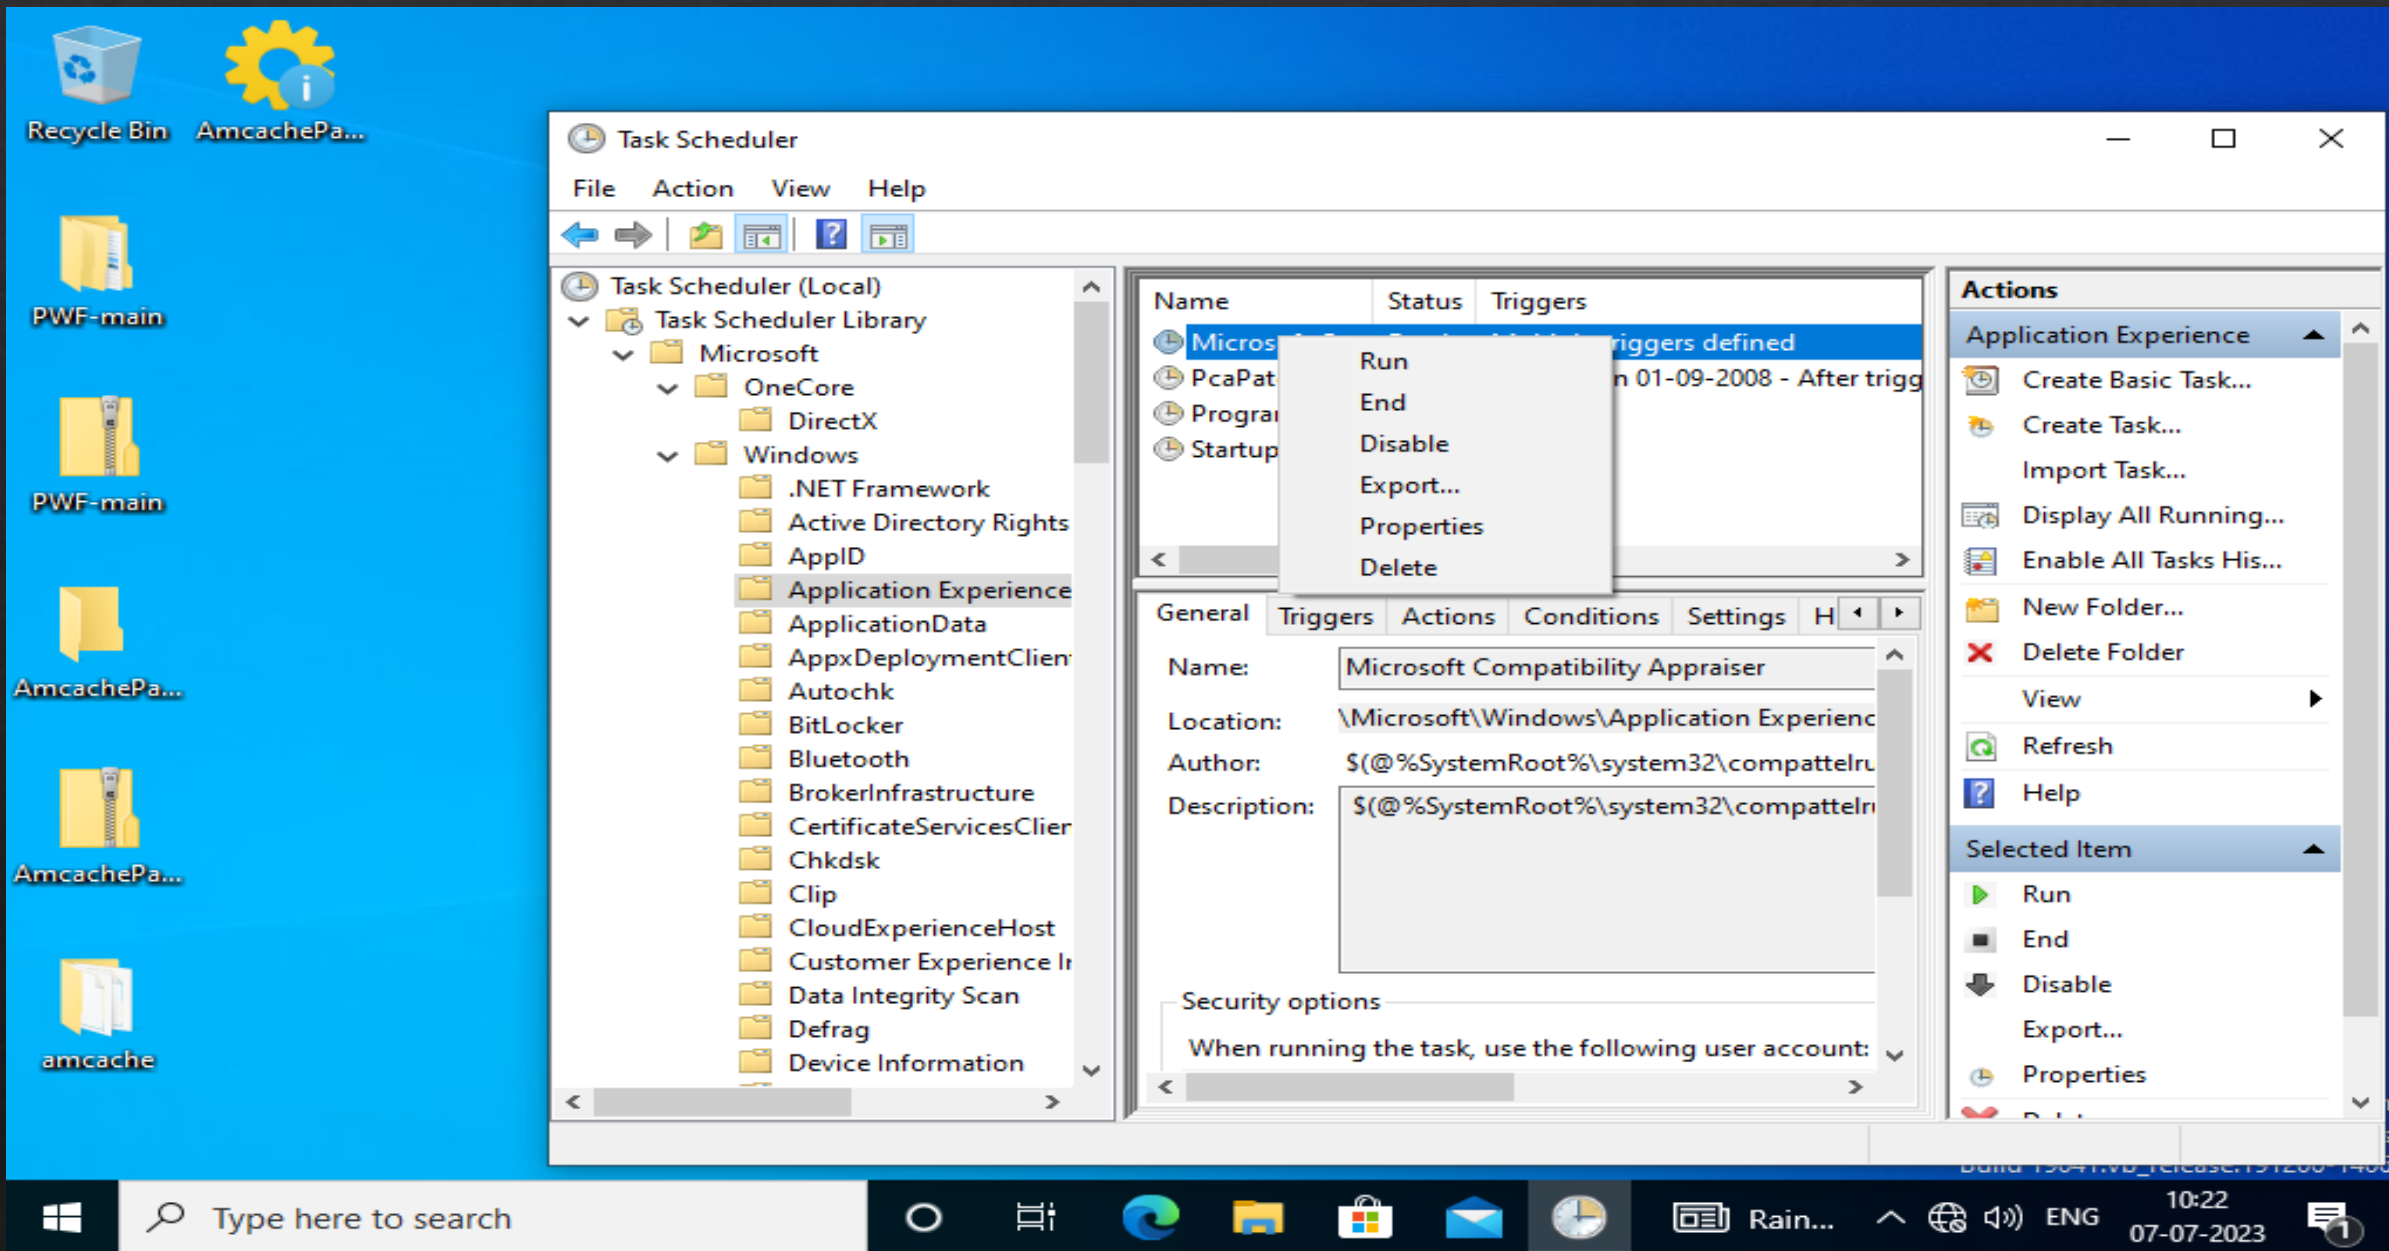 Recycle Bin
AmcachePa...
PWF-main
PWF-main
AmcachePa...
AmcachePa...
amcache
Task Scheduler
File Action View Help
Task Scheduler (Local)
Task Scheduler Library
Microsoft
OneCore
DirectX
Windows
.NET Framework
Active Directory Rights
AppID
Application Experience
ApplicationData
AppxDeploymentClient
Autochk
BitLocker
Bluetooth
BrokerInfrastructure
CertificateServicesClien
Chkdsk
Clip
CloudExperienceHost
Customer Experience Ir
Data Integrity Scan
Defrag
Device Information
Name Status Triggers
Micros riggers defined
PcaPat n 01-09-2008 - After trigg
Progra
Startup
Run
End
Disable
Export...
Properties
Delete
General Triggers Actions Conditions Settings H
Name: Microsoft Compatibility Appraiser
Location: \Microsoft\Windows\Application Experienc
Author: $(@%SystemRoot%\system32\compattelru
Description: $(@%SystemRoot%\system32\compattelru
Security options
When running the task, use the following user account:
Actions
Application Experience
Create Basic Task...
Create Task...
Import Task...
Display All Running...
Enable All Tasks His...
New Folder...
Delete Folder
View
Refresh
Help
Selected Item
Run
End
Disable
Export...
Properties
Type here to search
Rain...
ENG
10:22
07-07-2023
1